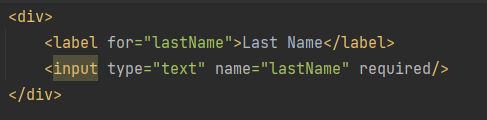 <div>
    <label for="lastName">Last Name</label>
    <input type="text" name="lastName" required/>
</div>